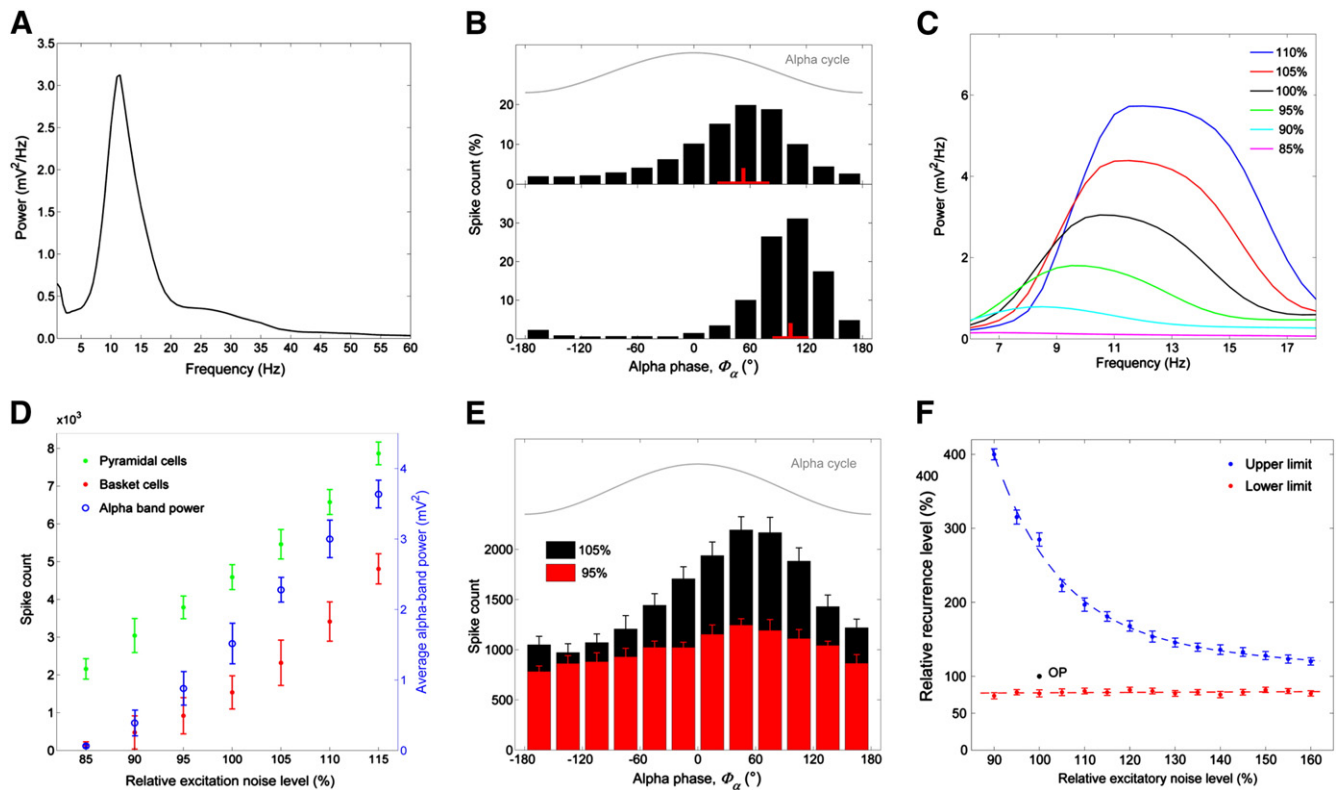 A
3.5
3.0
2.5
2.0
1.5
1.0
0.5
0.0
Power (mV²/Hz)
5 10 15 20 25 30 35 40 45 50 55 60
Frequency (Hz)
B
Alpha cycle
20
10
0
30
20
10
0
Spike count (%)
-180 -120 -60 0 60 120 180
Alpha phase, Φα (°)
C
110%
105%
100%
95%
90%
85%
6
4
2
0
Power (mV²/Hz)
7 9 11 13 15 17
Frequency (Hz)
D
x10³
8
7
6
5
4
3
2
1
0
Spike count
Pyramidal cells
Basket cells
Alpha band power
4
3
2
1
0
Average alpha-band power (mV²)
85 90 95 100 105 110 115
Relative excitation noise level (%)
E
Alpha cycle
105%
95%
2000
1500
1000
500
0
Spike count
-180 -120 -60 0 60 120 180
Alpha phase, Φα (°)
F
Upper limit
Lower limit
400
400
300
200
100
80
50
0
Relative recurrence level (%)
OP
90 100 110 120 130 140 150 160
Relative excitatory noise level (%)